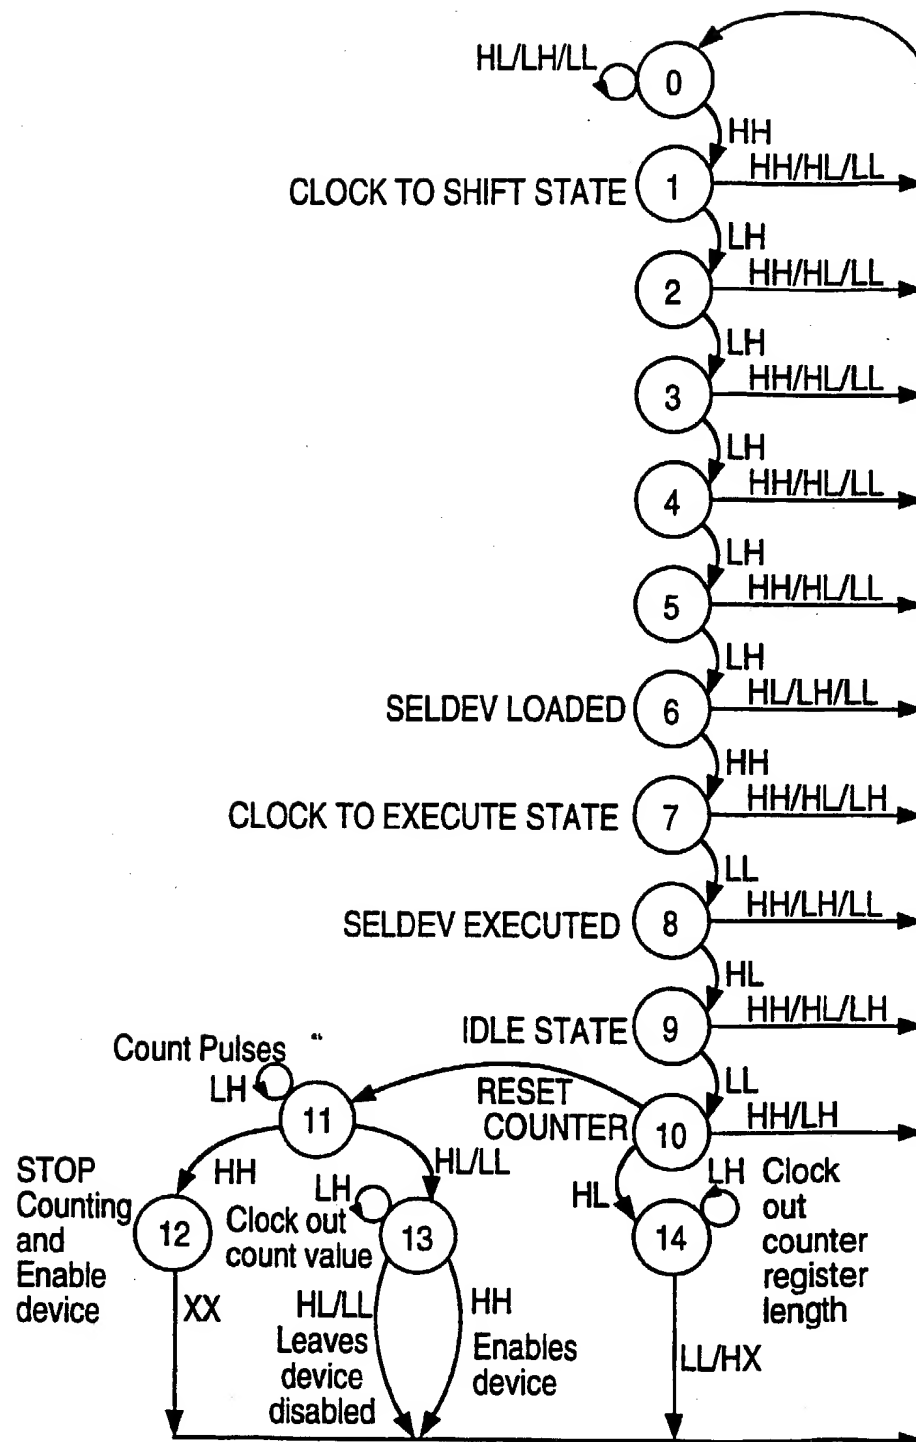 HL/LH/LL
0
HH
CLOCK TO SHIFT STATE
1
HH/HL/LL
LH
2
HH/HL/LL
LH
3
HH/HL/LL
LH
4
HH/HL/LL
LH
5
HH/HL/LL
LH
SELDEV LOADED
6
HL/LH/LL
HH
CLOCK TO EXECUTE STATE
7
HH/HL/LH
LL
SELDEV EXECUTED
8
HH/LH/LL
HL
IDLE STATE
9
HH/HL/LH
LL
RESET
COUNTER
10
HH/LH
Count Pulses
LH
11
HH
HL/LL
STOP
Counting
and
Enable
device
12
XX
LH
Clock out
count value
13
HL/LL
Leaves
device
disabled
HH
Enables
device
HL
14
LH
Clock
out
counter
register
length
LL/HX